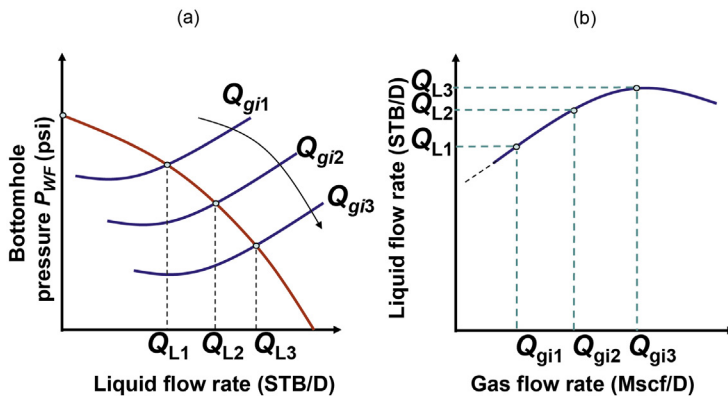 (a)
Bottomhole
pressure P_WF (psi)
Q_gi1
Q_gi2
Q_gi3
Q_L1 Q_L2 Q_L3
Liquid flow rate (STB/D)
(b)
Liquid flow rate (STB/D)
Q_L3
Q_L2
Q_L1
Q_gi1 Q_gi2 Q_gi3
Gas flow rate (Mscf/D)